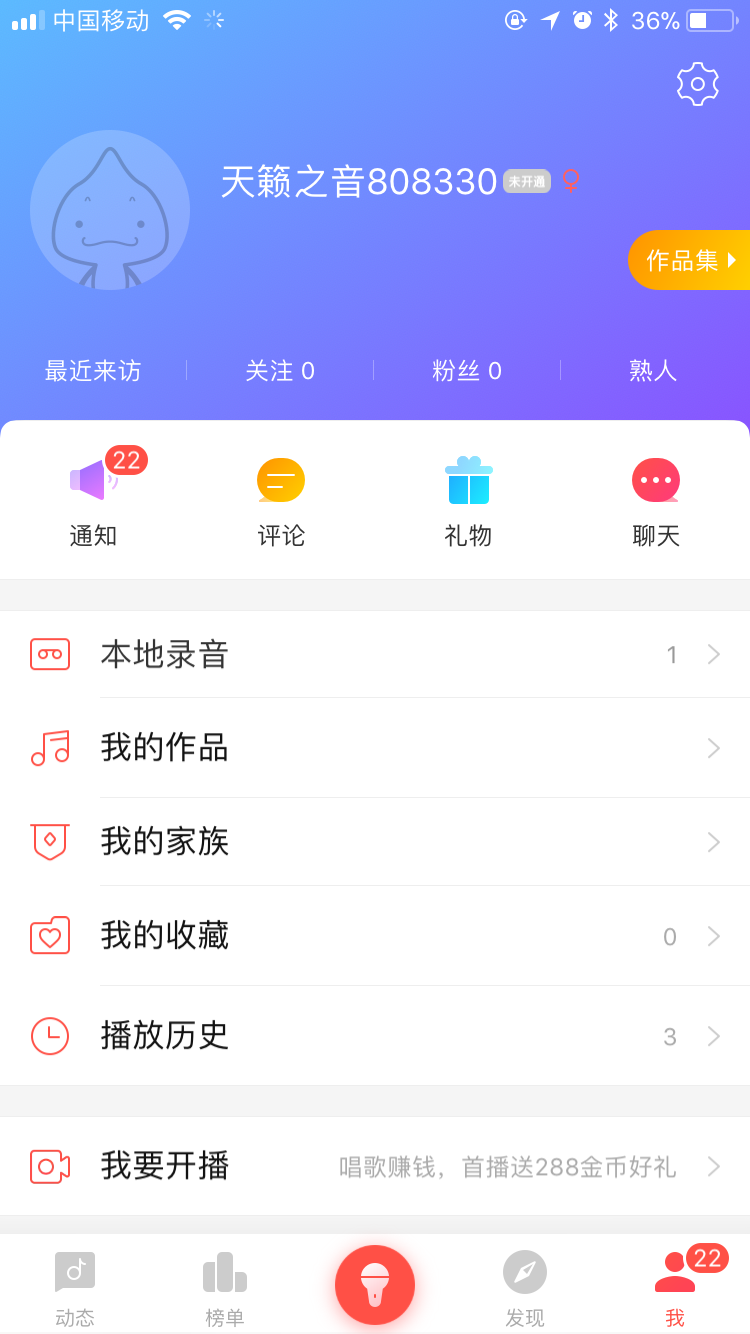 中国移动 36%
天籁之音808330 未开通
作品集
最近来访 关注 0 粉丝 0 熟人
22
通知 评论 礼物 聊天
本地录音 1
我的作品
我的家族
我的收藏 0
播放历史 3
我要开播 唱歌赚钱，首播送288金币好礼
22
动态 榜单 发现 我